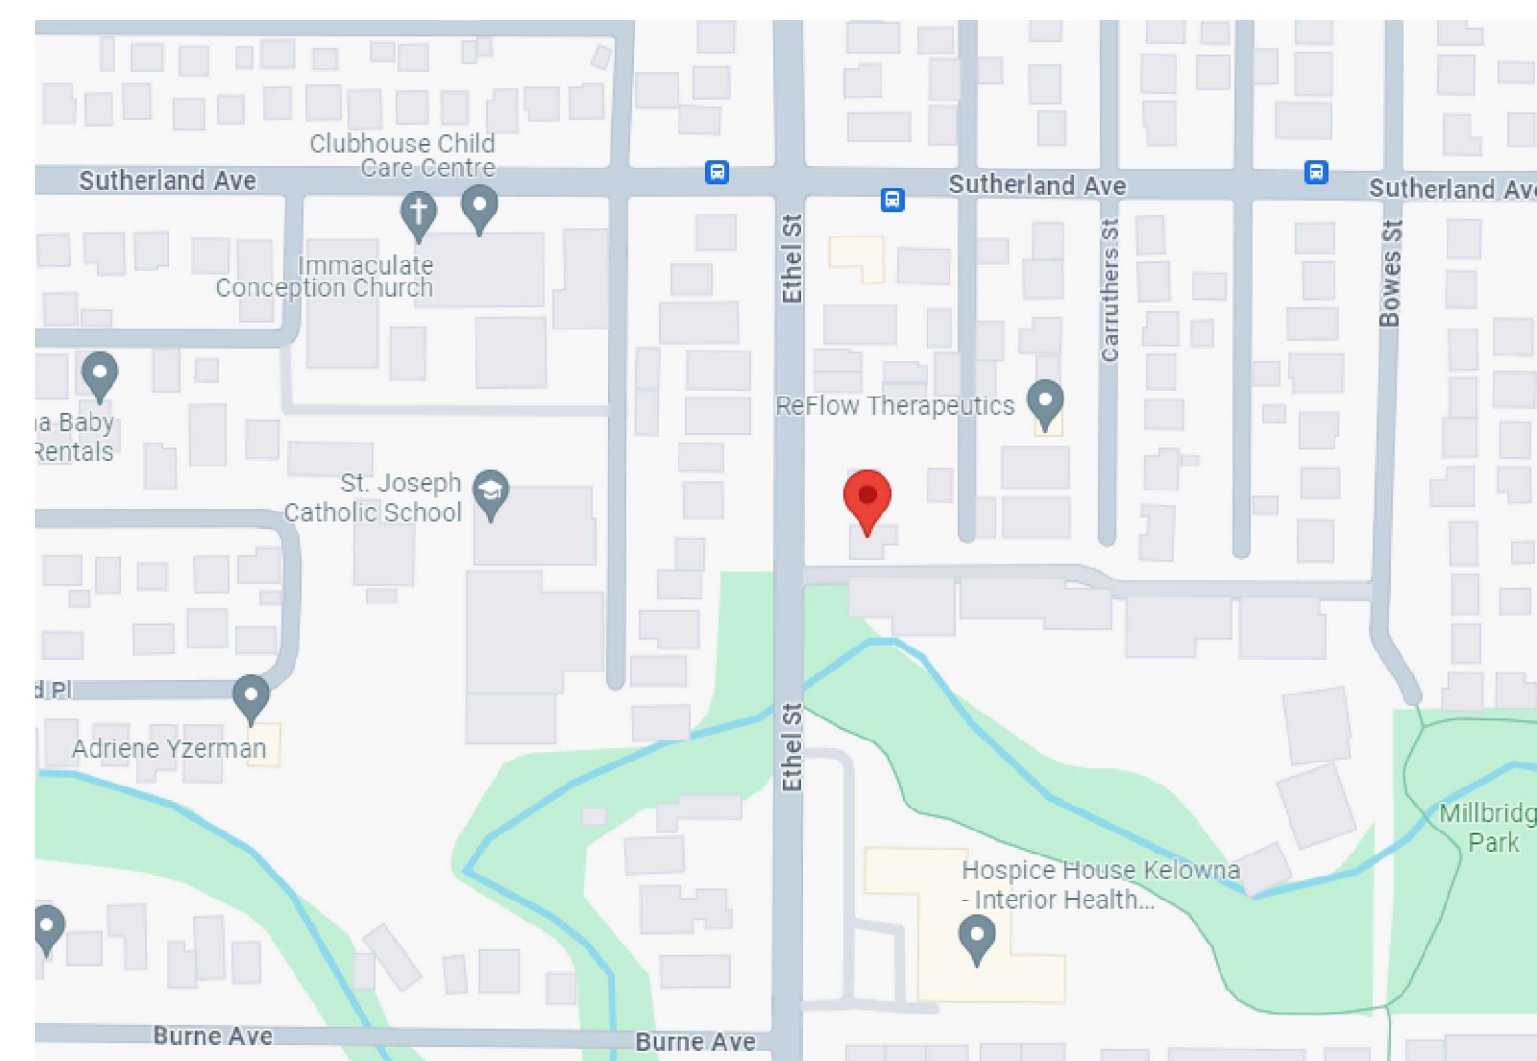 Clubhouse Child
Care Centre
Sutherland Ave
Sutherland Ave
Sutherland Ave
Immaculate
Conception Church
Ethel St
Carruthers St
Bowes St
a Baby
Rentals
ReFlow Therapeutics
St. Joseph
Catholic School
d Pl
Adriene Yzerman
Ethel St
Millbridg
Park
Hospice House Kelowna
- Interior Health...
Burne Ave
Burne Ave